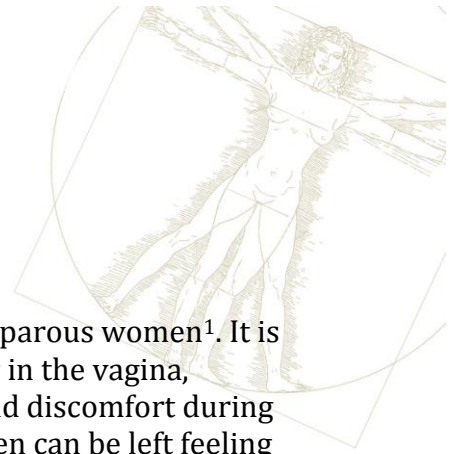 parous women¹. It is
in the vagina,
d discomfort during
en can be left feeling